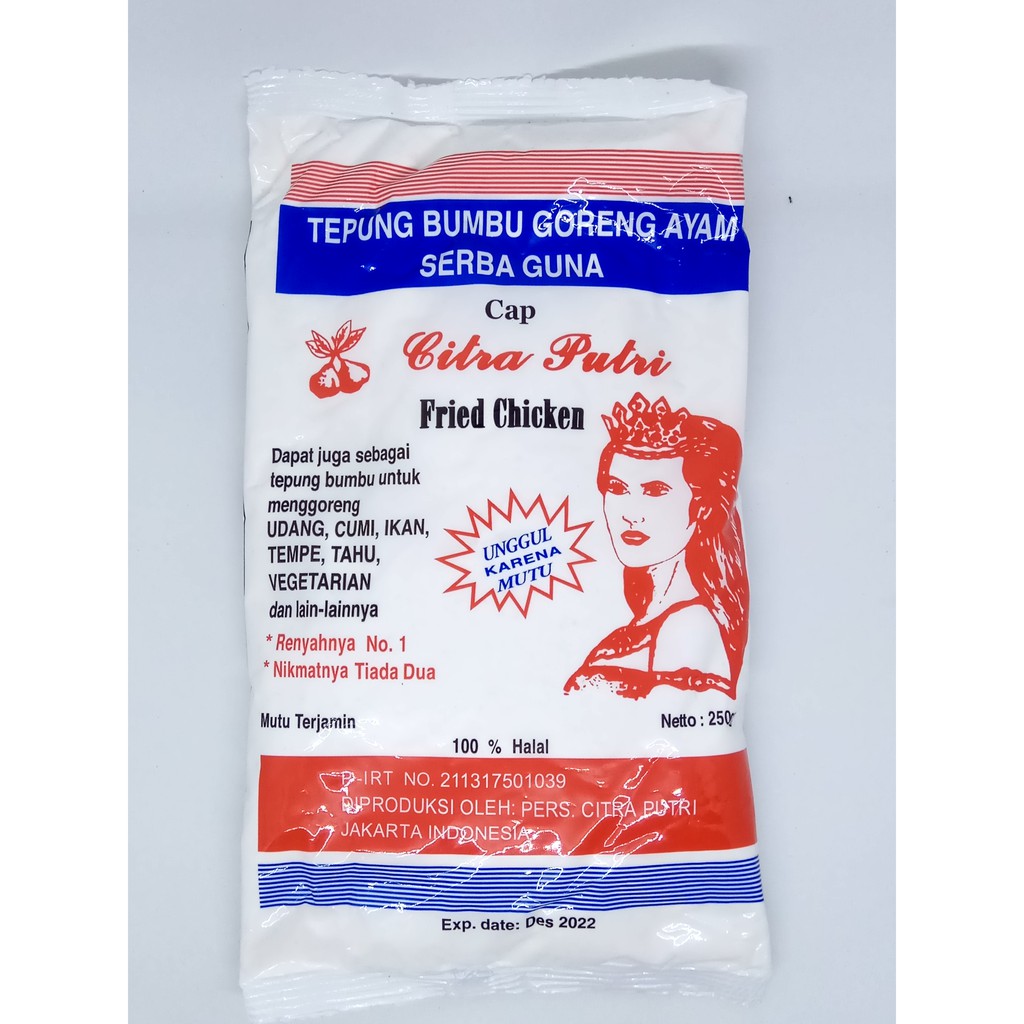 TEPUNG BUMBU GORENG AYAM
SERBA GUNA
Cap
Citra Putri
Fried Chicken
Dapat juga sebagai
tepung bumbu untuk
menggoreng
UDANG, CUMI, IKAN,
TEMPE, TAHU,
VEGETARIAN
dan lain-lainnya
* Renyahnya No. 1
* Nikmatnya Tiada Dua
UNGGUL
KARENA
MUTU
Mutu Terjamin
Netto : 250gr
100 % Halal
P-IRT NO. 211317501039
DIPRODUKSI OLEH: PERS. CITRA PUTRI
JAKARTA INDONESIA
Exp. date: Des 2022